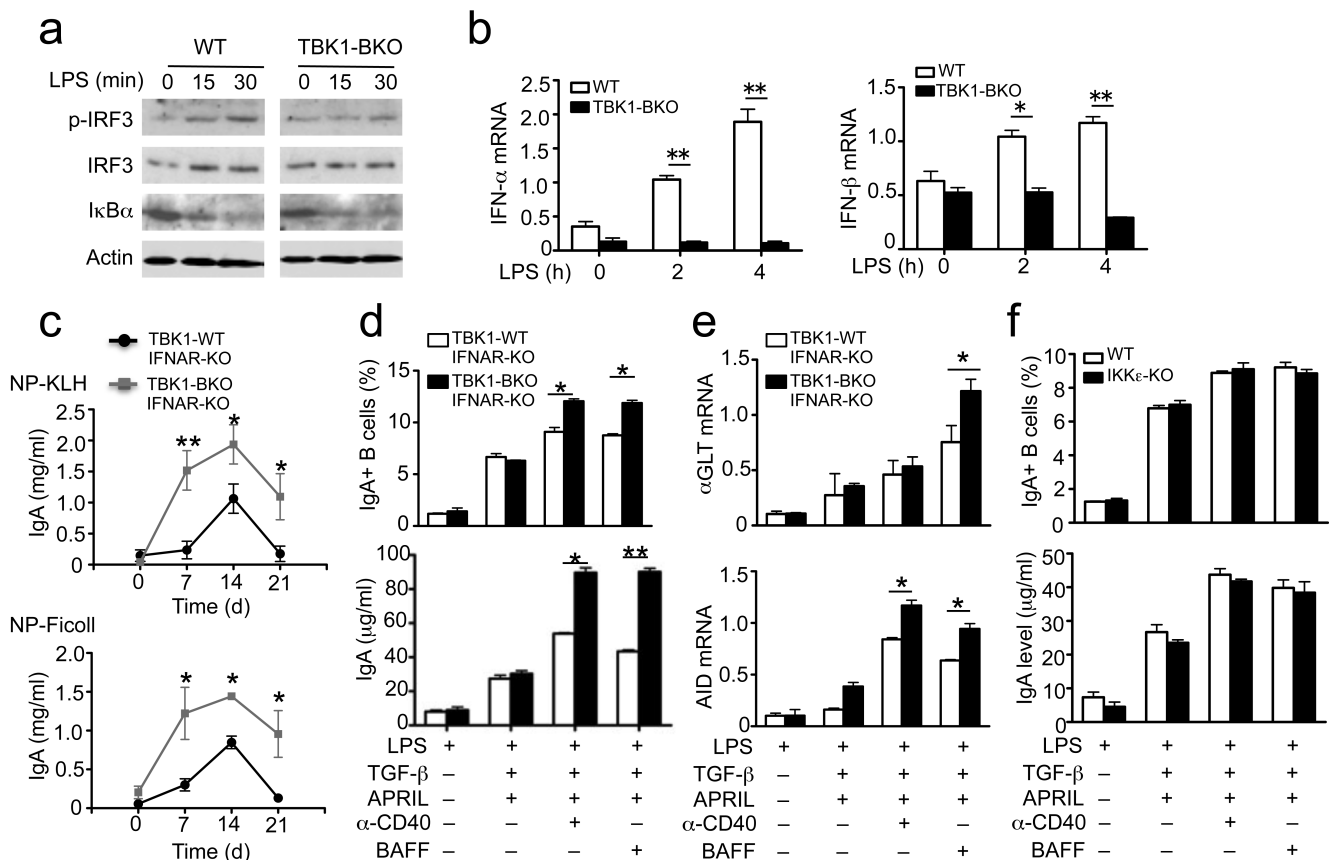 a
WT TBK1-BKO
LPS (min) 0 15 30 0 15 30
p-IRF3
IRF3
IκBα
Actin
b
WT
TBK1-BKO
IFN-α mRNA
2.5
2.0
1.5
1.0
0.5
0
** **
LPS (h) 0 2 4
WT
TBK1-BKO
IFN-β mRNA
1.5
1.0
0.5
0
* **
LPS (h) 0 2 4
c
TBK1-WT
IFNAR-KO
TBK1-BKO
IFNAR-KO
NP-KLH
IgA (mg/ml)
2.5
2.0
1.5
1.0
0.5
0
** * *
0 7 14 21
Time (d)
NP-Ficoll
IgA (mg/ml)
2.0
1.5
1.0
0.5
0
* * *
0 7 14 21
Time (d)
d
TBK1-WT
IFNAR-KO
TBK1-BKO
IFNAR-KO
IgA+ B cells (%)
15
10
5
0
* *
IgA (μg/ml)
100
80
60
40
20
0
* **
LPS + + + +
TGF-β – + + +
APRIL – + + +
α-CD40 – – + –
BAFF – – – +
e
TBK1-WT
IFNAR-KO
TBK1-BKO
IFNAR-KO
αGLT mRNA
1.5
1.0
0.5
0
*
AID mRNA
1.5
1.0
0.5
0
* *
LPS + + + +
TGF-β – + + +
APRIL – + + +
α-CD40 – – + –
BAFF – – – +
f
WT
IKKε-KO
IgA+ B cells (%)
10
8
6
4
2
0
IgA level (μg/ml)
50
40
30
20
10
0
LPS + + + +
TGF-β – + + +
APRIL – + + +
α-CD40 – – + –
BAFF – – – +